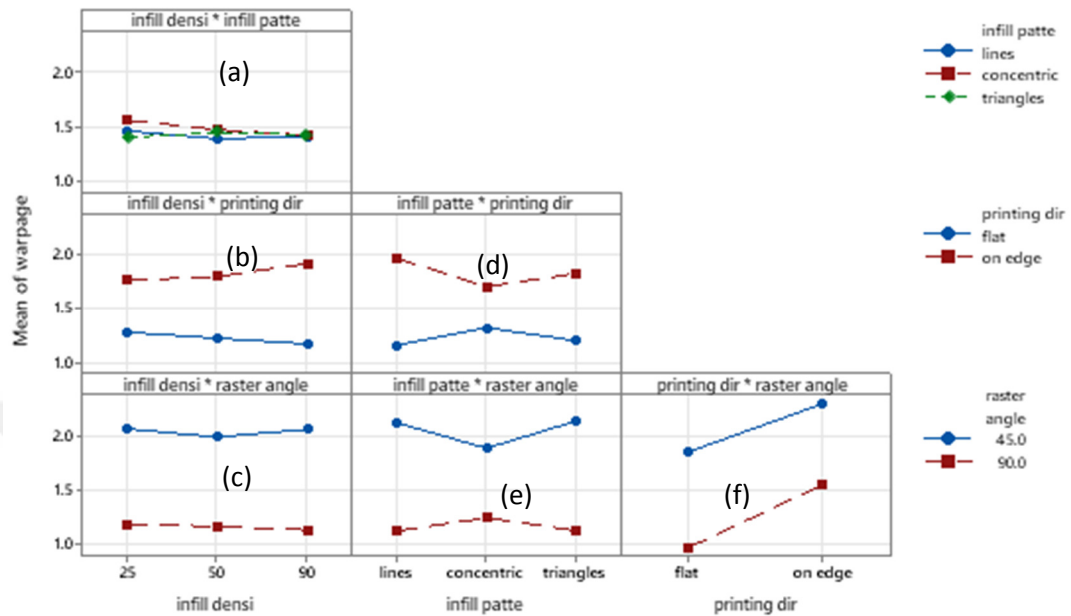 infill densi * infill patte
(a)
2.0
1.5
1.0
infill patte
lines
concentric
triangles
Mean of warpage
infill densi * printing dir
infill patte * printing dir
(b)
(d)
2.0
1.5
1.0
printing dir
flat
on edge
infill densi * raster angle
infill patte * raster angle
printing dir * raster angle
(c)
(e)
(f)
2.0
1.5
1.0
raster
angle
45.0
90.0
25 50 90
lines concentric triangles
flat on edge
infill densi
infill patte
printing dir